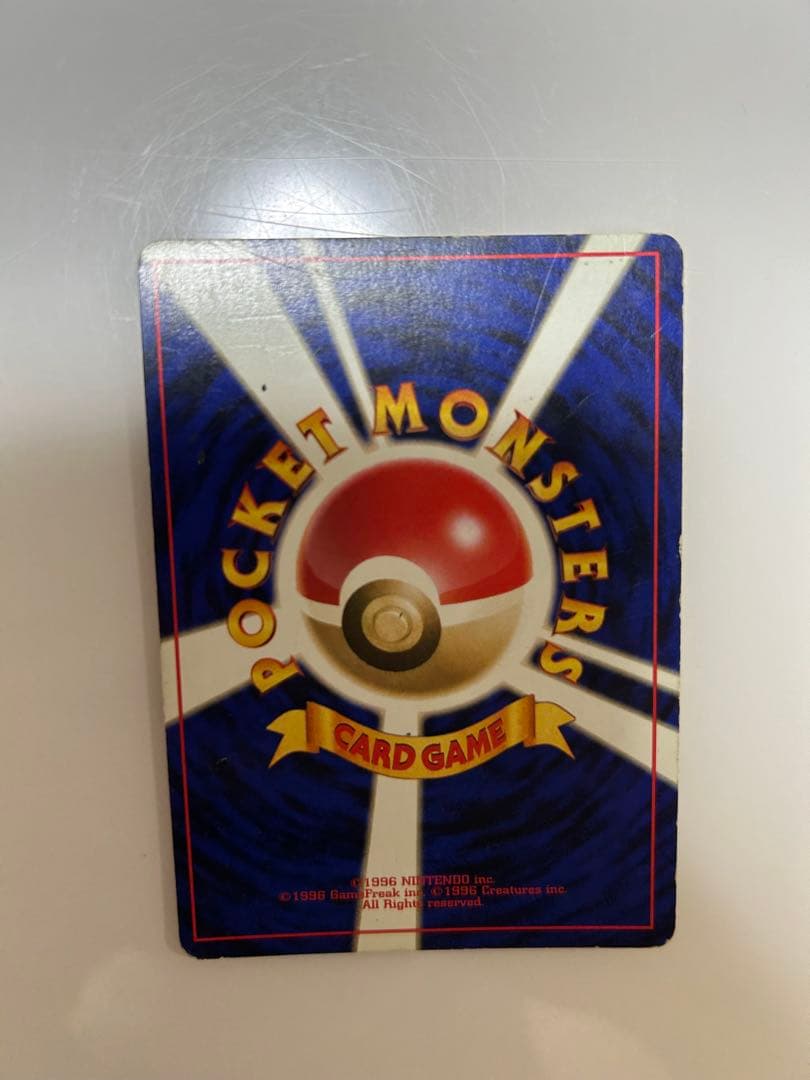 POCKET MONSTERS
CARD GAME
©1996 NINTENDO inc.
©1996 GameFreak inc. ©1996 Creatures inc.
All Rights reserved.